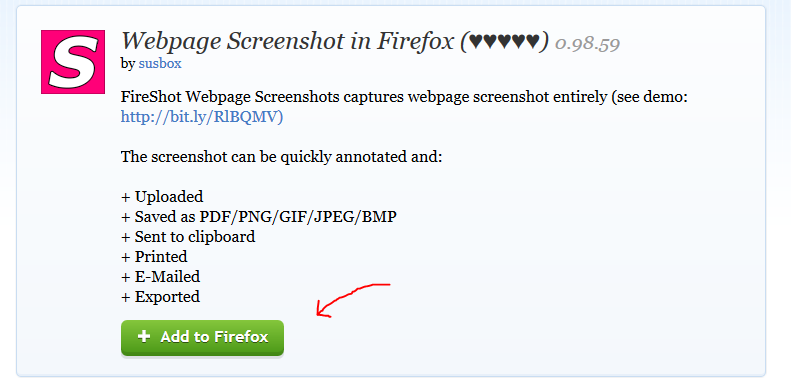 S
Webpage Screenshot in Firefox (♥♥♥♥♥) 0.98.59
by susbox
FireShot Webpage Screenshots captures webpage screenshot entirely (see demo:
http://bit.ly/RlBQMV)
The screenshot can be quickly annotated and:
+ Uploaded
+ Saved as PDF/PNG/GIF/JPEG/BMP
+ Sent to clipboard
+ Printed
+ E-Mailed
+ Exported
+ Add to Firefox